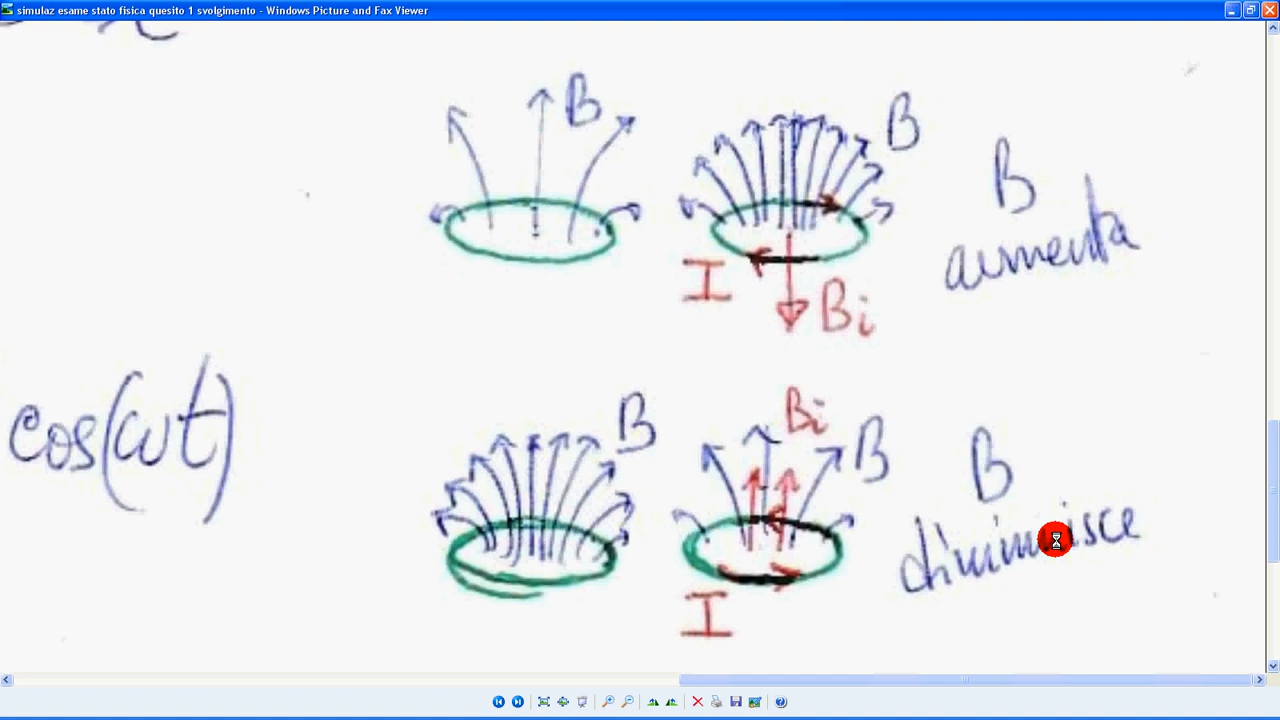 simulaz esame stato fisica quesito 1 svolgimento - Windows Picture and Fax Viewer
B
B
B
aumenta
I
Bi
cos(ωt)
B
Bi
B
B
diminuisce
I